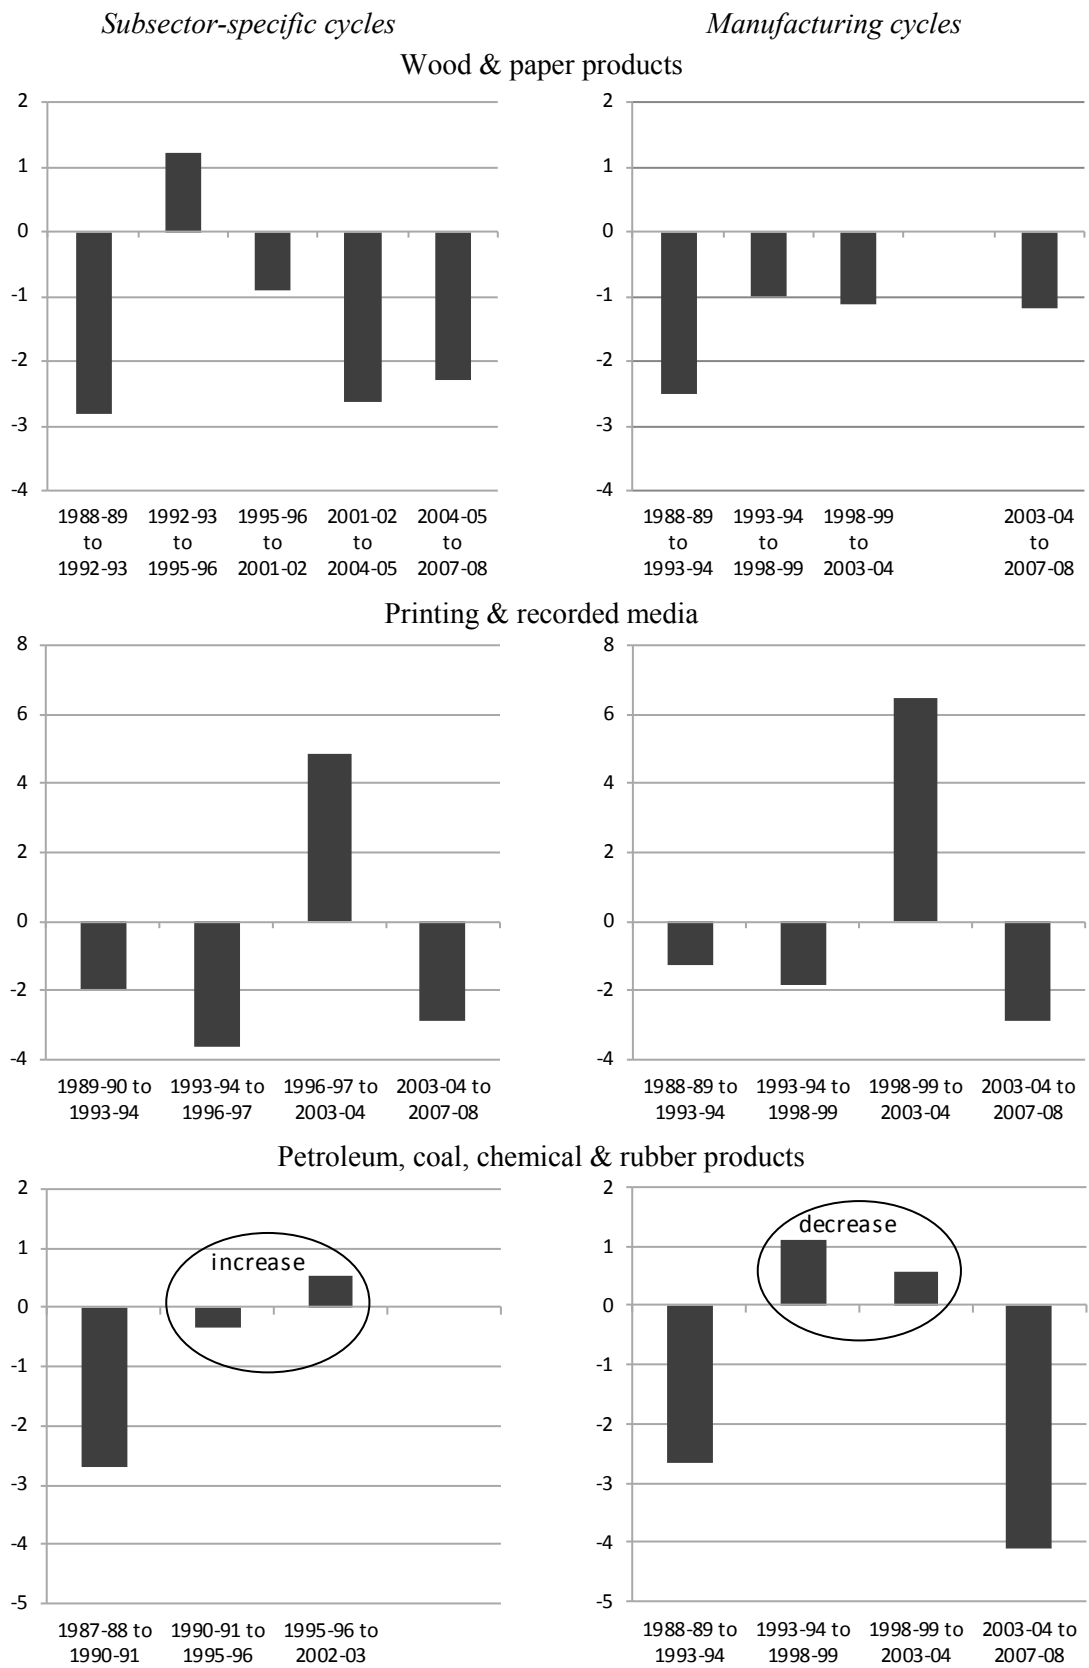 Subsector-specific cycles
Manufacturing cycles
Wood & paper products
2
1
0
-1
-2
-3
-4
1988-89 to 1992-93
1992-93 to 1995-96
1995-96 to 2001-02
2001-02 to 2004-05
2004-05 to 2007-08
2
1
0
-1
-2
-3
-4
1988-89 to 1993-94
1993-94 to 1998-99
1998-99 to 2003-04
2003-04 to 2007-08
Printing & recorded media
8
6
4
2
0
-2
-4
1989-90 to 1993-94
1993-94 to 1996-97
1996-97 to 2003-04
2003-04 to 2007-08
8
6
4
2
0
-2
-4
1988-89 to 1993-94
1993-94 to 1998-99
1998-99 to 2003-04
2003-04 to 2007-08
Petroleum, coal, chemical & rubber products
2
1
0
-1
-2
-3
-4
-5
increase
1987-88 to 1990-91
1990-91 to 1995-96
1995-96 to 2002-03
2
1
0
-1
-2
-3
-4
-5
decrease
1988-89 to 1993-94
1993-94 to 1998-99
1998-99 to 2003-04
2003-04 to 2007-08